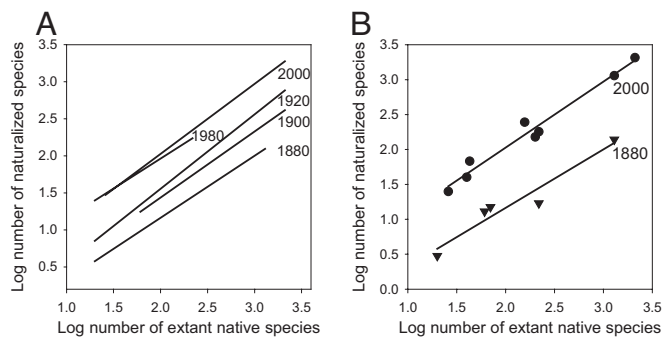 A
Log number of naturalized species
3.5
3.0
2.5
2.0
1.5
1.0
0.5
2000
1920
1980
1900
1880
1.0 1.5 2.0 2.5 3.0 3.5
Log number of extant native species
B
Log number of naturalized species
3.5
3.0
2.5
2.0
1.5
1.0
0.5
0.0
2000
1880
1.0 1.5 2.0 2.5 3.0 3.5
Log number of extant native species